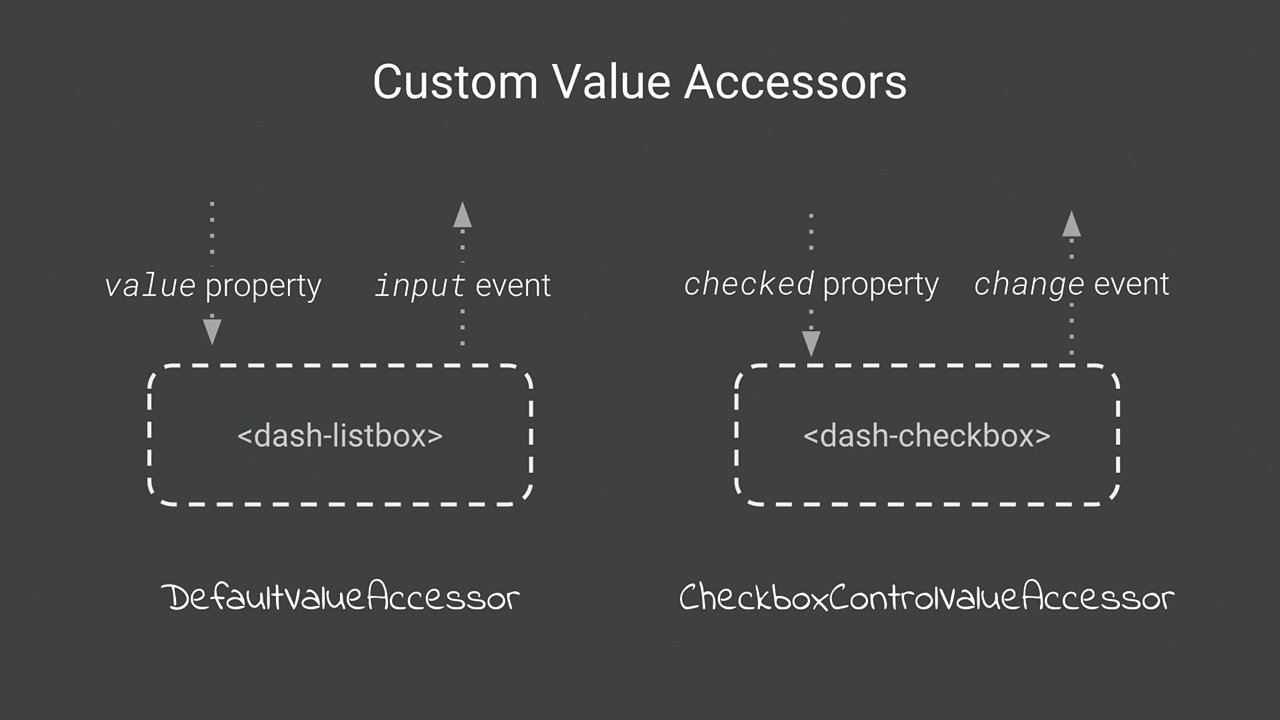 Custom Value Accessors
value property
input event
checked property
change event
<dash-listbox>
<dash-checkbox>
DefaultValueAccessor
CheckboxControlValueAccessor